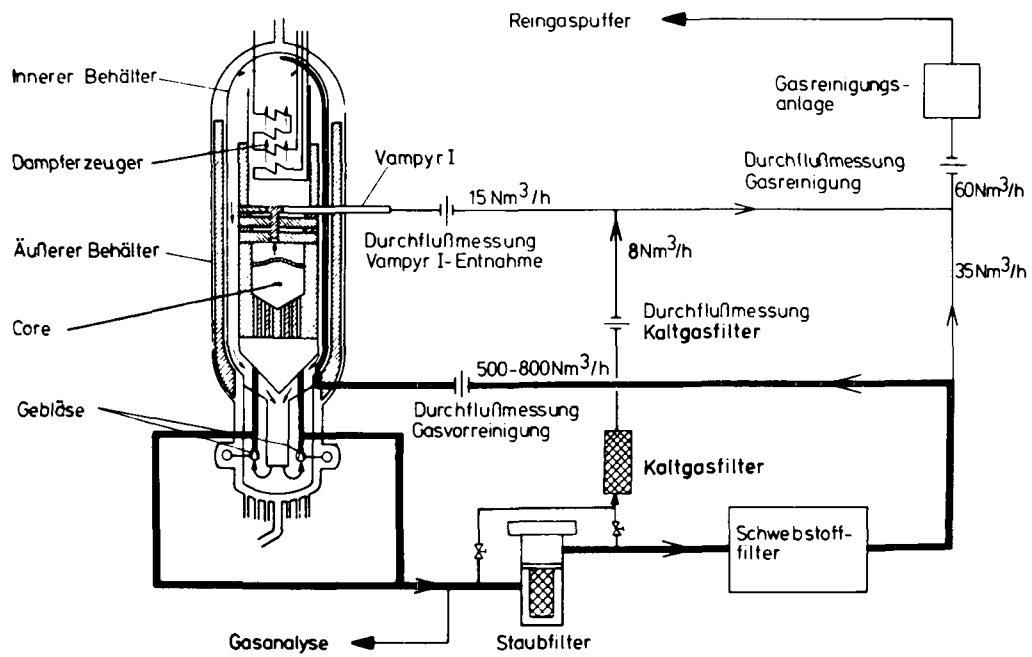 Reingaspuffer
Innerer Behälter
Gasreinigungs-
anlage
Dampferzeuger
Vampyr I
Durchflußmessung
Gasreinigung
15 Nm³/h
60Nm³/h
Äußerer Behälter
Durchflußmessung
Vampyr I-Entnahme
8Nm³/h
35Nm³/h
Core
Durchflußmessung
Kaltgasfilter
500-800Nm³/h
Gebläse
Durchflußmessung
Gasvorreinigung
Kaltgasfilter
Schwebstoff-
filter
Gasanalyse
Staubfilter